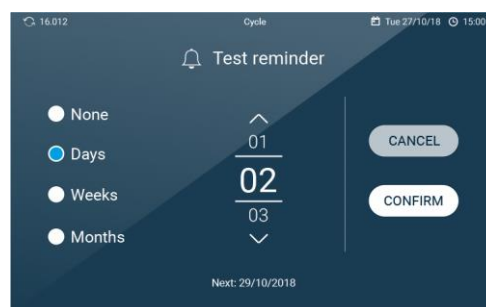 16.012 Cycle Tue 27/10/18 15:00
Test reminder
None
Days
Weeks
Months
01
02
03
CANCEL
CONFIRM
Next: 29/10/2018